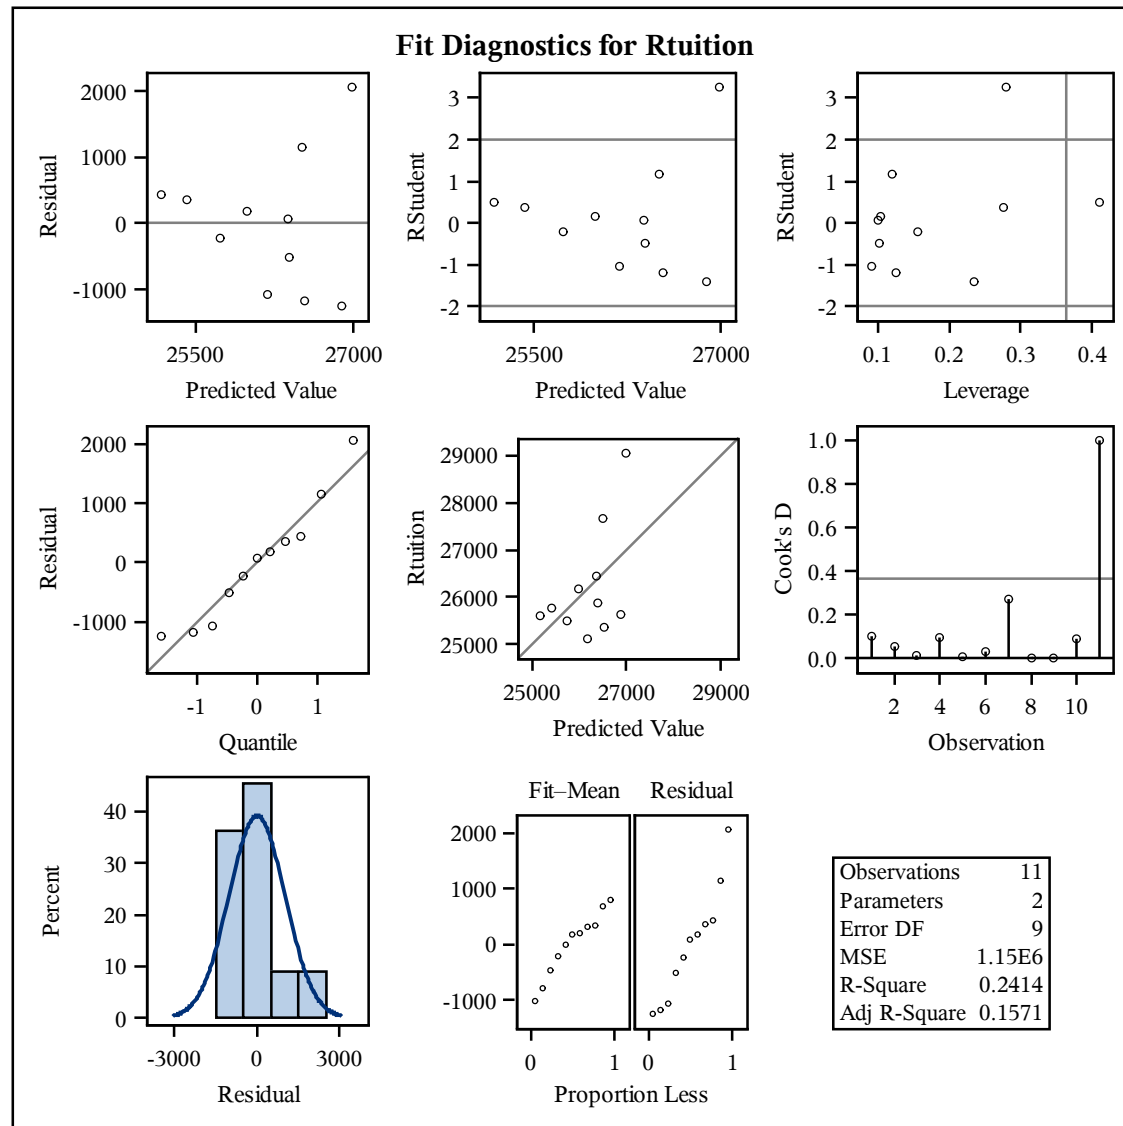 Fit Diagnostics for Rtuition
2000
1000
0
-1000
Residual
25500 27000
Predicted Value
3
2
1
0
-1
-2
RStudent
25500 27000
Predicted Value
3
2
1
0
-1
-2
RStudent
0.1 0.2 0.3 0.4
Leverage
2000
1000
0
-1000
Residual
-1 0 1
Quantile
29000
28000
27000
26000
25000
Rtuition
25000 27000 29000
Predicted Value
1.0
0.8
0.6
0.4
0.2
0.0
Cook's D
2 4 6 8 10
Observation
40
30
20
10
0
Percent
-3000 0 3000
Residual
Fit–Mean Residual
2000
1000
0
-1000
0 1 0 1
Proportion Less
Observations 11
Parameters 2
Error DF 9
MSE 1.15E6
R-Square 0.2414
Adj R-Square 0.1571